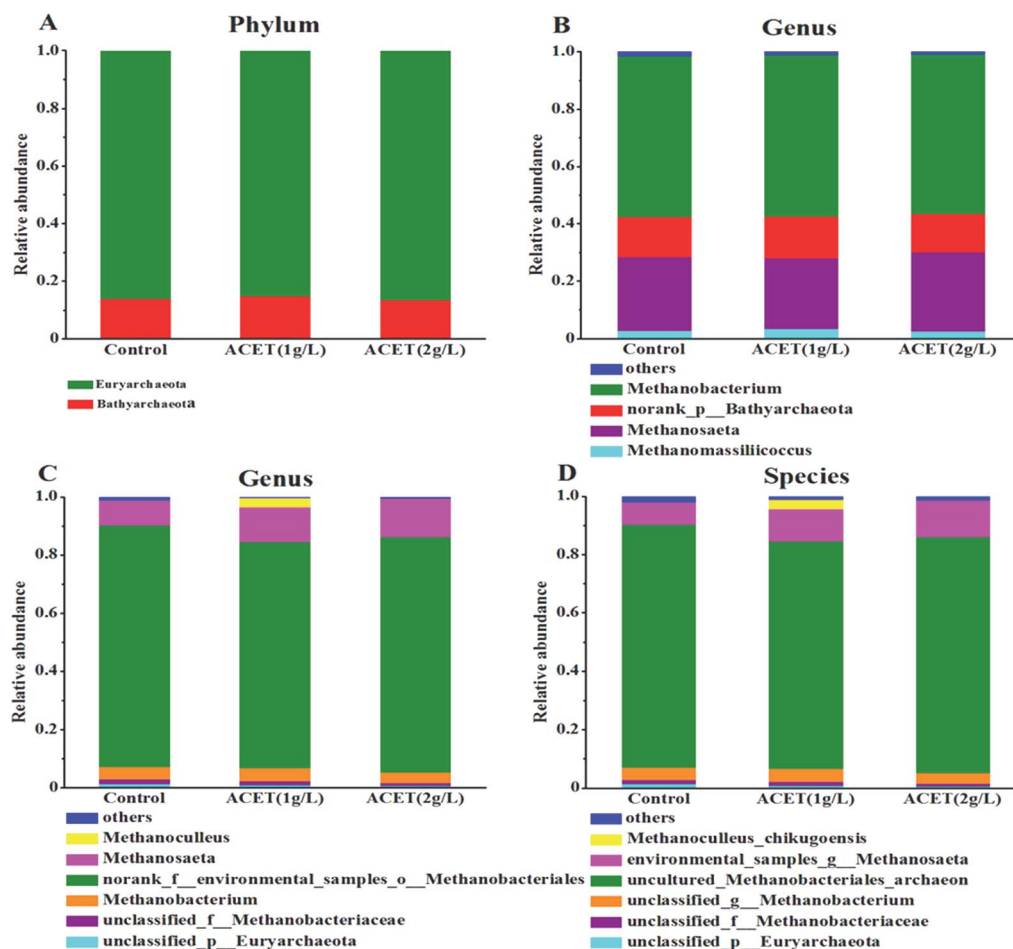 A
Phylum
1.0
0.8
0.6
0.4
0.2
0
Relative abundance
Control
ACET(1g/L)
ACET(2g/L)
Euryarchaeota
Bathyarchaeota
B
Genus
1.0
0.8
0.6
0.4
0.2
0
Relative abundance
Control
ACET(1g/L)
ACET(2g/L)
others
Methanobacterium
norank_p__Bathyarchaeota
Methanosaeta
Methanomassiliicoccus
C
Genus
1.0
0.8
0.6
0.4
0.2
0
Relative abundance
Control
ACET(1g/L)
ACET(2g/L)
others
Methanoculleus
Methanosaeta
norank_f__environmental_samples_o__Methanobacteriales
Methanobacterium
unclassified_f__Methanobacteriaceae
unclassified_p__Euryarchaeota
D
Species
1.0
0.8
0.6
0.4
0.2
0
Relative abundance
Control
ACET(1g/L)
ACET(2g/L)
others
Methanoculleus_chikugoensis
environmental_samples_g__Methanosaeta
uncultured_Methanobacteriales_archaeon
unclassified_g__Methanobacterium
unclassified_f__Methanobacteriaceae
unclassified_p__Euryarchaeota